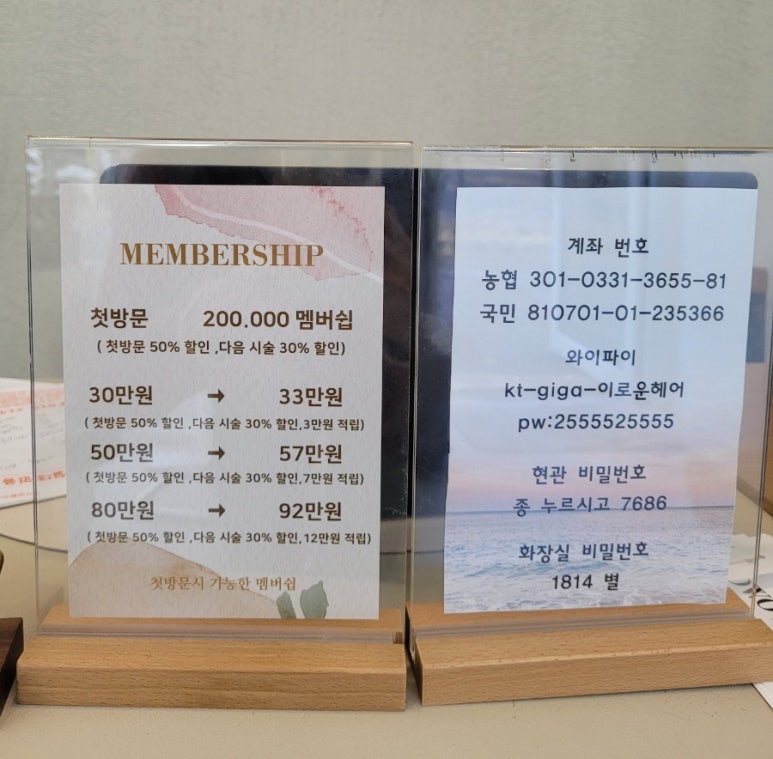 MEMBERSHIP
첫방문 200.000 멤버쉽
( 첫방문 50% 할인 ,다음 시술 30% 할인)
30만원 → 33만원
( 첫방문 50% 할인 ,다음 시술 30% 할인,3만원 적립)
50만원 → 57만원
( 첫방문 50% 할인 ,다음 시술 30% 할인,7만원 적립)
80만원 → 92만원
( 첫방문 50% 할인 ,다음 시술 30% 할인,12만원 적립)
첫방문시 가능한 멤버쉽
계좌 번호
농협 301-0331-3655-81
국민 810701-01-235366
와이파이
kt-giga-이로운헤어
pw:2555525555
현관 비밀번호
종 누르시고 7686
화장실 비밀번호
1814 별